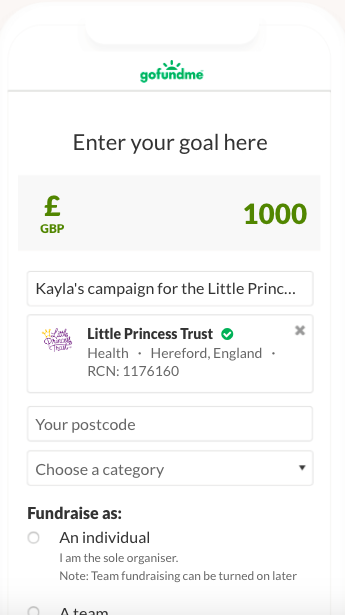 gofundme
Enter your goal here
£ 1000
GBP
Kayla's campaign for the Little Princ...
Little Princess Trust
Little Princess Trust
Health · Hereford, England ·
RCN: 1176160
Your postcode
Choose a category
Fundraise as:
An individual
I am the sole organiser.
Note: Team fundraising can be turned on later
A team